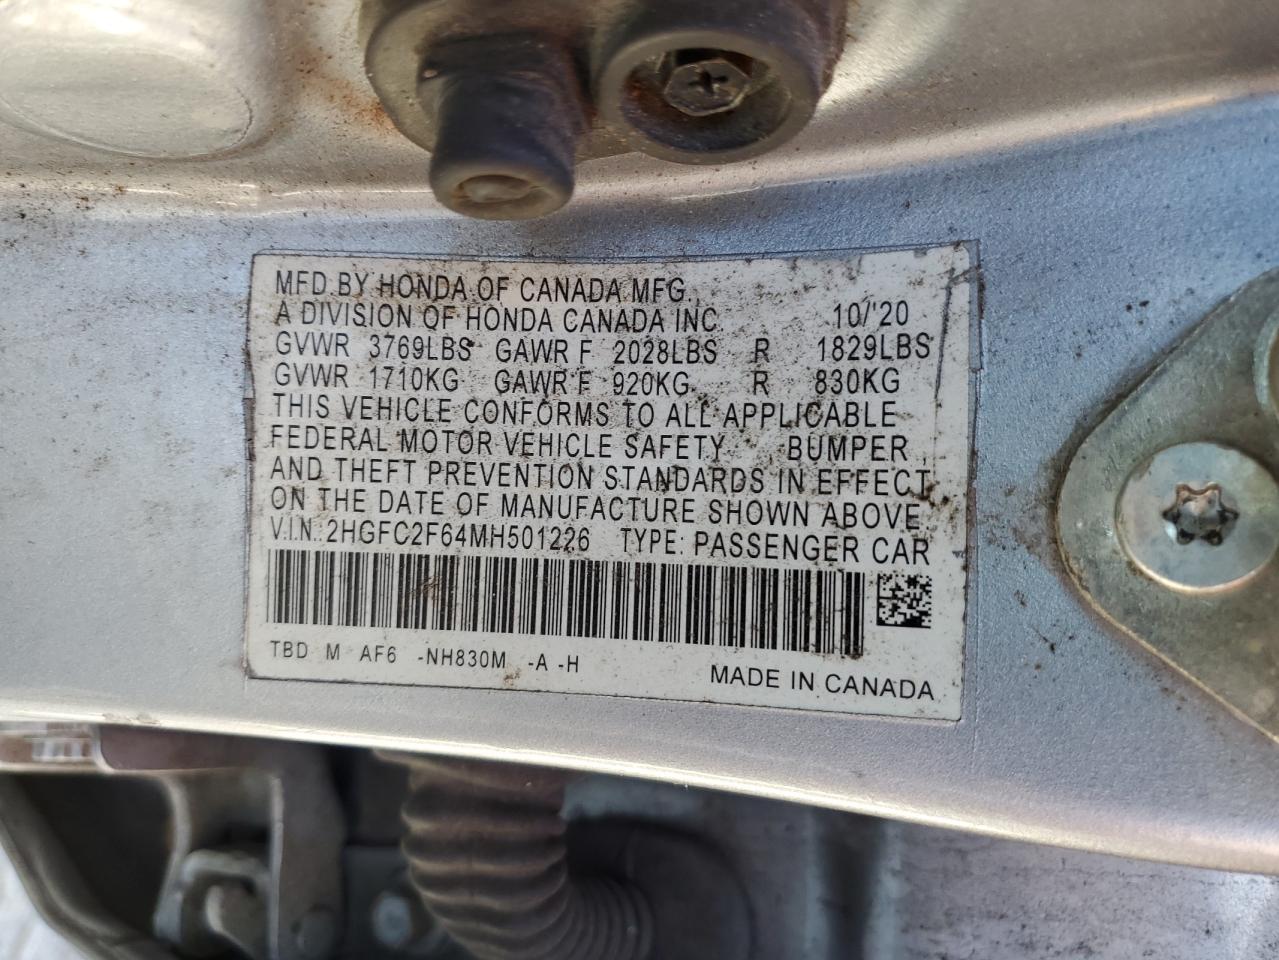 MFD. BY HONDA OF CANADA MFG.
A DIVISION OF HONDA CANADA INC. 10/'20
GVWR 3769LBS GAWR F 2028LBS R 1829LBS
GVWR 1710KG GAWR F 920KG R 830KG
THIS VEHICLE CONFORMS TO ALL APPLICABLE
FEDERAL MOTOR VEHICLE SAFETY BUMPER
AND THEFT PREVENTION STANDARDS IN EFFECT
ON THE DATE OF MANUFACTURE SHOWN ABOVE.
V.I.N.: 2HGFC2F64MH501226 TYPE: PASSENGER CAR
TBD M AF6 -NH830M -A -H
MADE IN CANADA